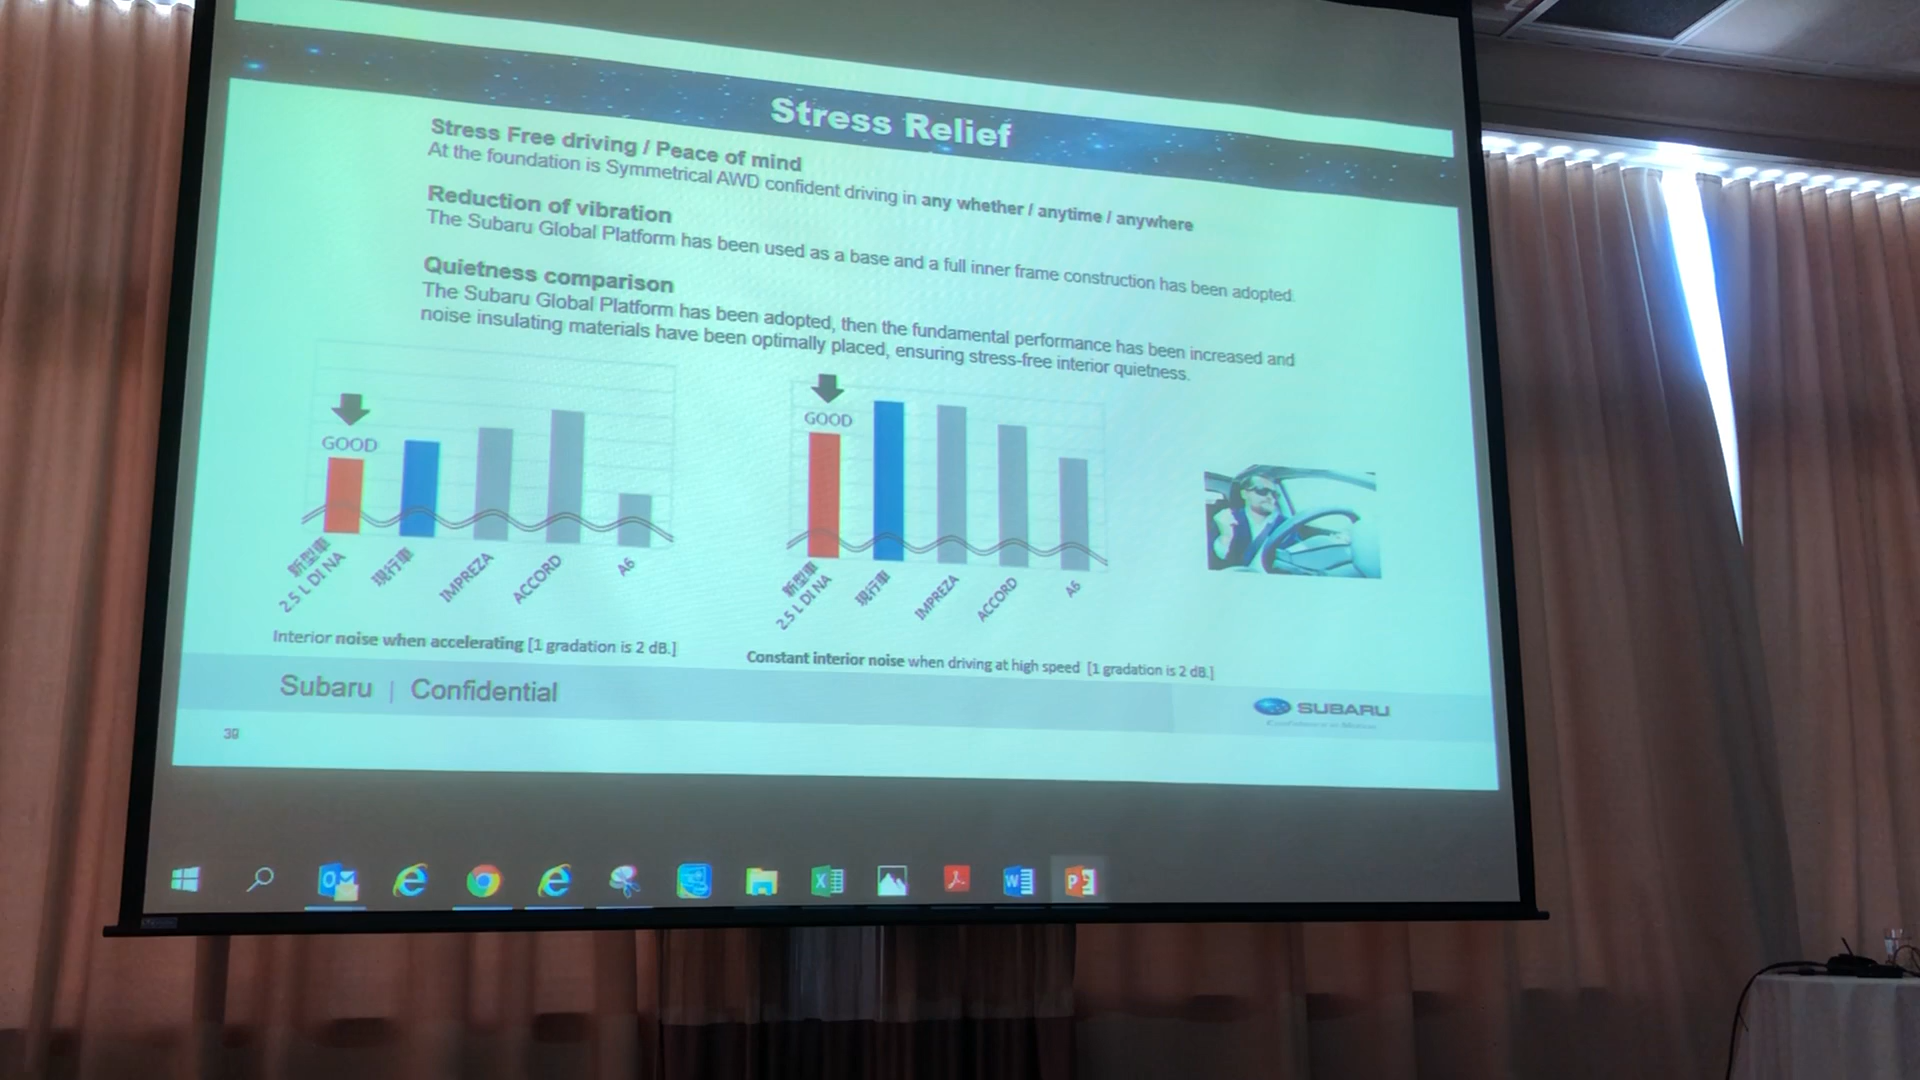 Stress Relief
Stress Free driving / Peace of mind
At the foundation is Symmetrical AWD confident driving in any whether / anytime / anywhere
Reduction of vibration
The Subaru Global Platform has been used as a base and a full inner frame construction has been adopted.
Quietness comparison
The Subaru Global Platform has been adopted, then the fundamental performance has been increased and
noise insulating materials have been optimally placed, ensuring stress-free interior quietness.
GOOD
新型車
2.5 L DI NA
現行車
IMPREZA
ACCORD
A6
Interior noise when accelerating [1 gradation is 2 dB.]
GOOD
新型車
2.5 L DI NA
現行車
IMPREZA
ACCORD
A6
Constant interior noise when driving at high speed [1 gradation is 2 dB.]
Subaru | Confidential
SUBARU
Confidence in Motion
39